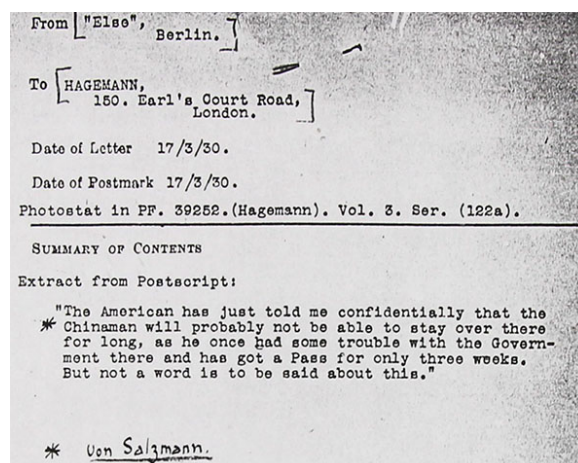 From ["Else",
Berlin.]
To [HAGEMANN,
150. Earl's Court Road,
London.]
Date of Letter 17/3/30.
Date of Postmark 17/3/30.
Photostat in PF. 39252.(Hagemann). Vol. 3. Ser. (122a).
SUMMARY OF CONTENTS
Extract from Postscript:
"The American has just told me confidentially that the
* Chinaman will probably not be able to stay over there
for long, as he once had some trouble with the Govern-
ment there and has got a Pass for only three weeks.
But not a word is to be said about this."
* Von Salzmann.